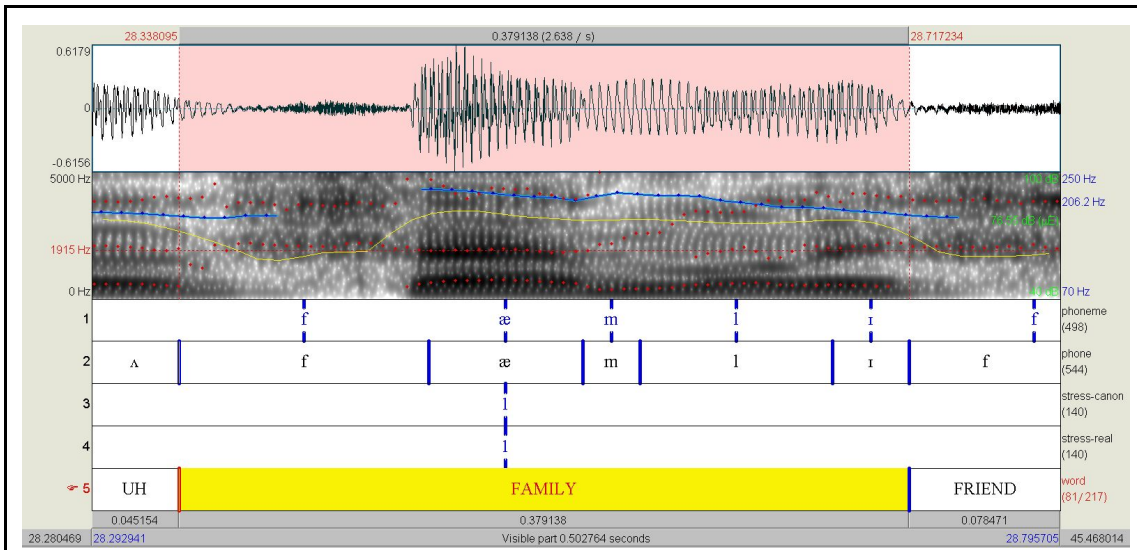 28.338095 0.379138 (2.638 / s) 28.717234
0.6179
0
-0.6156
5000 Hz 250 Hz
206.2 Hz
1915 Hz
0 Hz 70 Hz
1 f æ m l ɪ f phoneme
(498)
2 ʌ f æ m l ɪ f phone
(544)
3 l stress-canon
(140)
4 l stress-real
(140)
5 UH FAMILY FRIEND word
(81/217)
0.045154 0.379138 0.078471
28.280469 28.292941 Visible part 0.502764 seconds 28.795705 45.468014